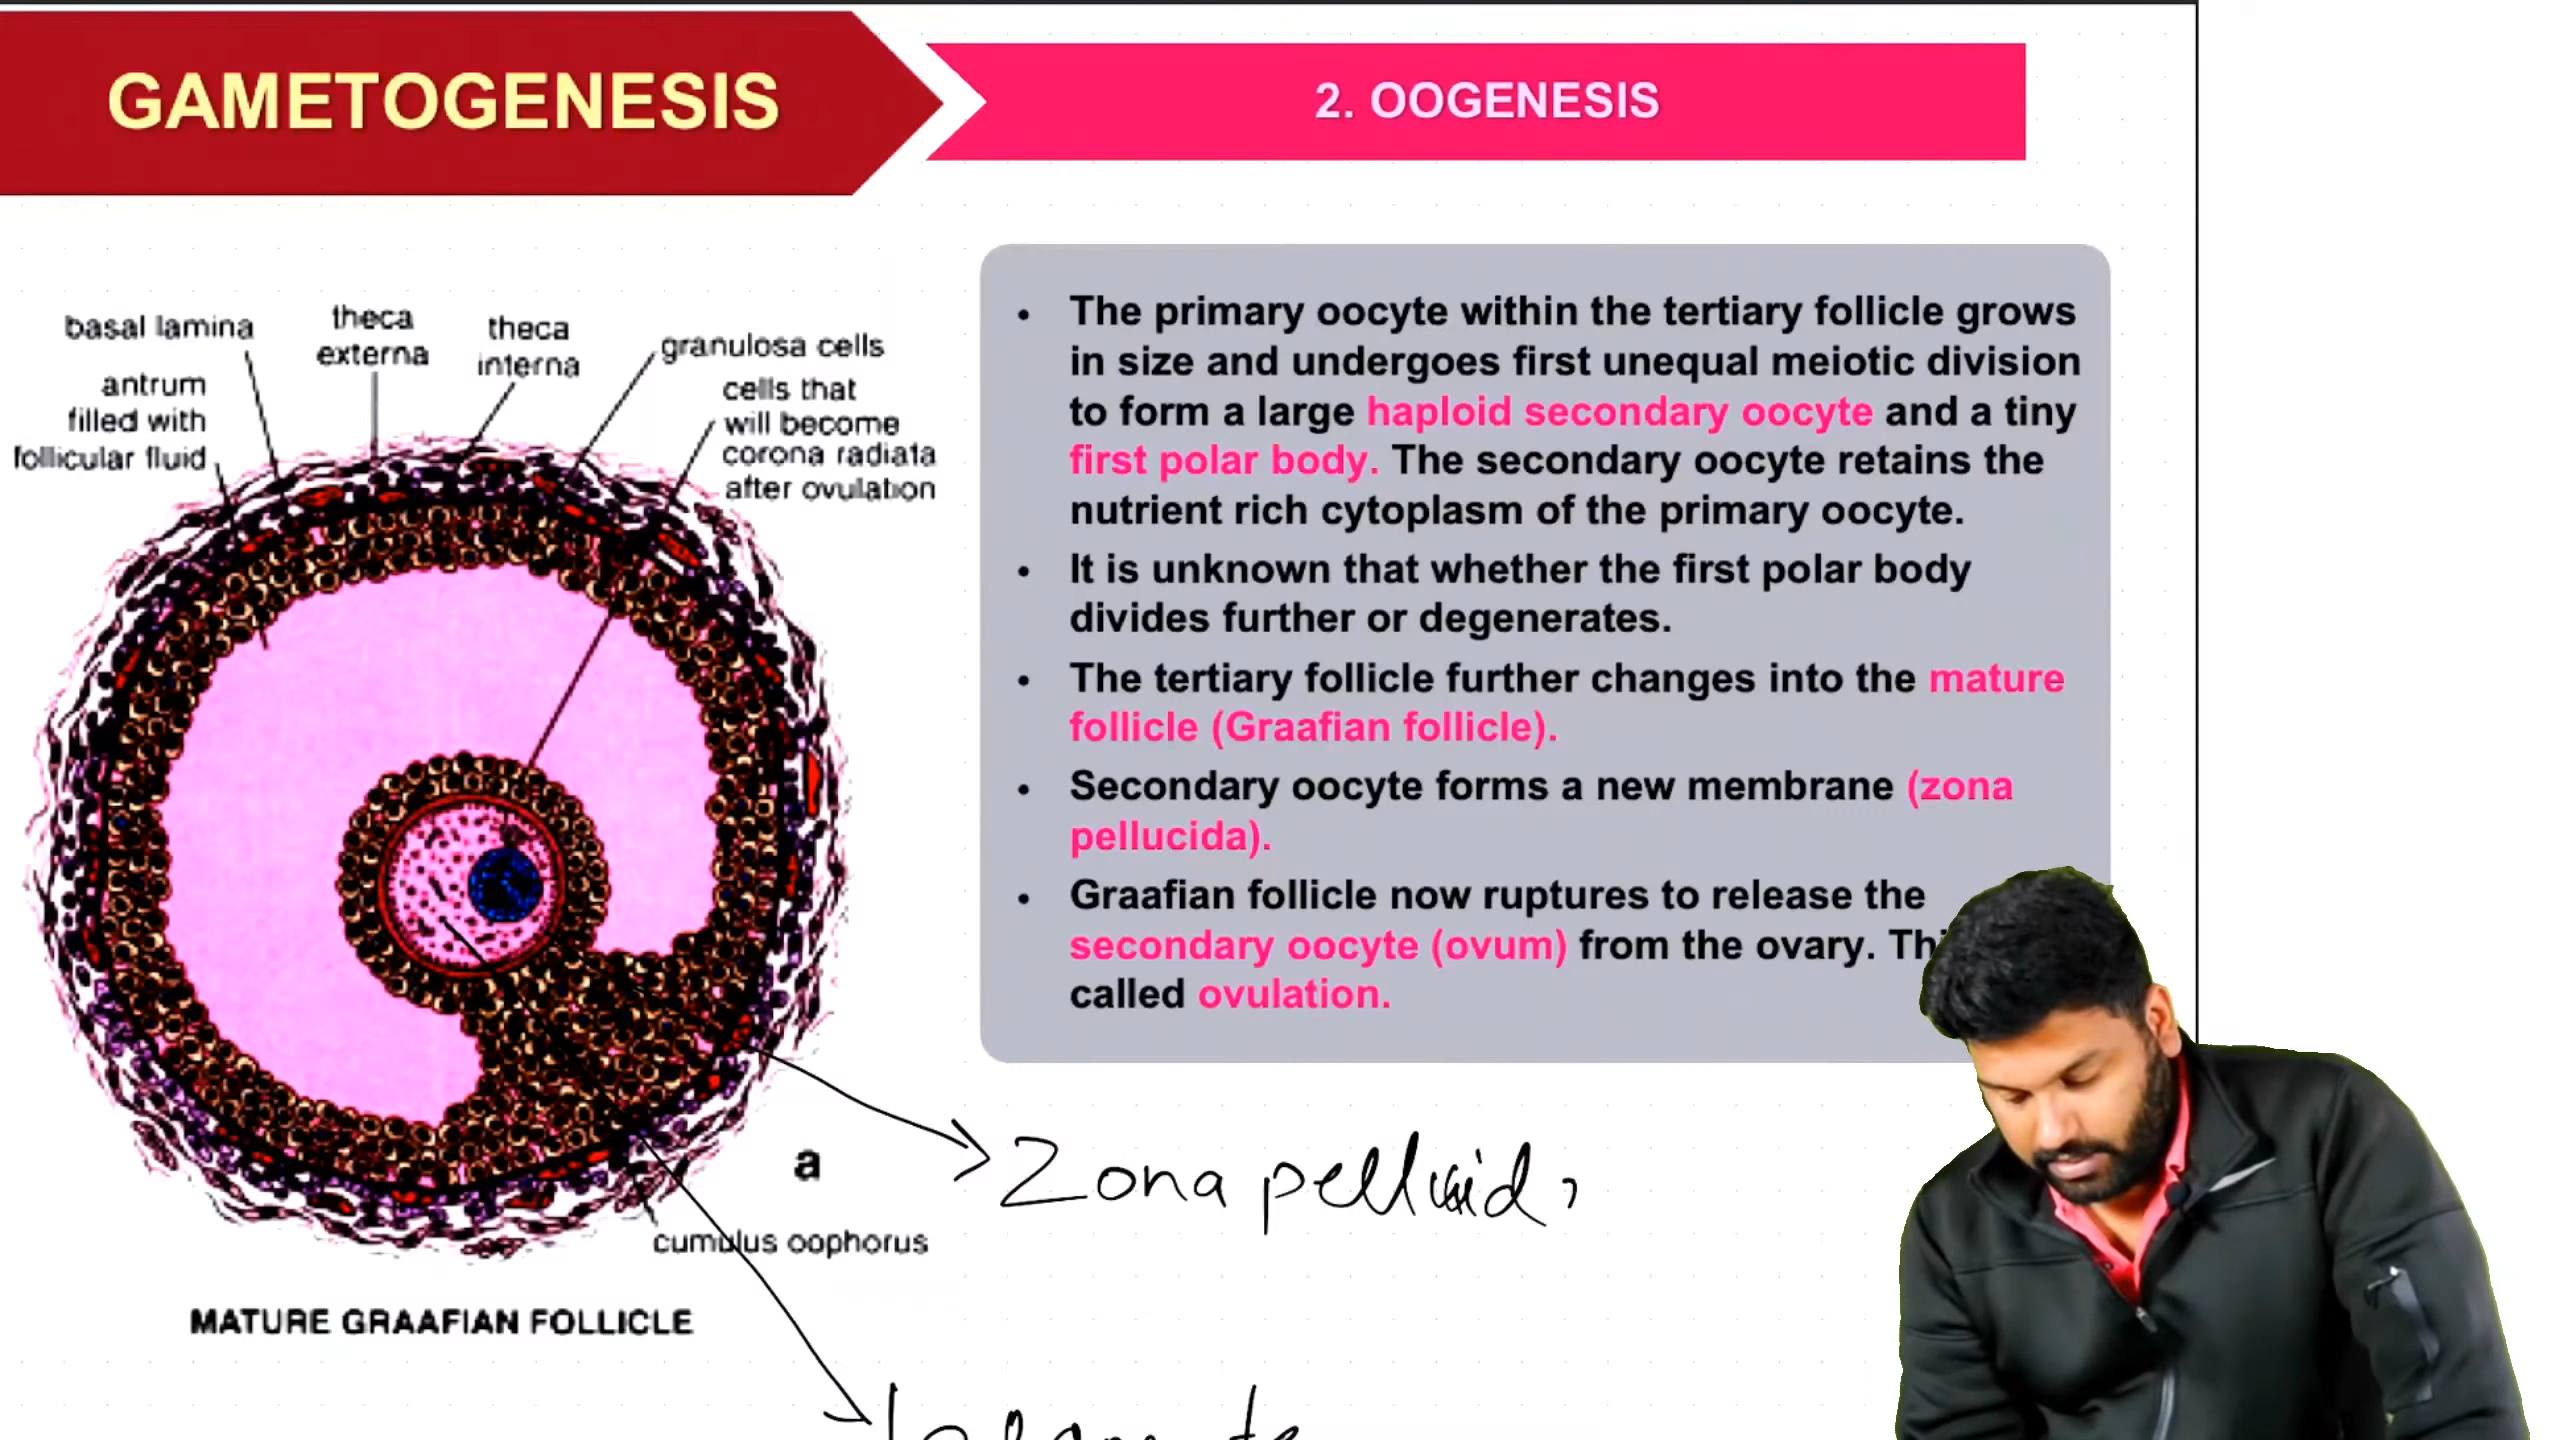 GAMETOGENESIS
2. OOGENESIS
basal lamina
theca
externa
theca
interna
granulosa cells
antrum
filled with
follicular fluid
cells that
will become
corona radiata
after ovulation
• The primary oocyte within the tertiary follicle grows
in size and undergoes first unequal meiotic division
to form a large haploid secondary oocyte and a tiny
first polar body. The secondary oocyte retains the
nutrient rich cytoplasm of the primary oocyte.
• It is unknown that whether the first polar body
divides further or degenerates.
• The tertiary follicle further changes into the mature
follicle (Graafian follicle).
• Secondary oocyte forms a new membrane (zona
pellucida).
• Graafian follicle now ruptures to release the
secondary oocyte (ovum) from the ovary.
called ovulation.
a
Zona
cumulus oophorus
MATURE GRAAFIAN FOLLICLE